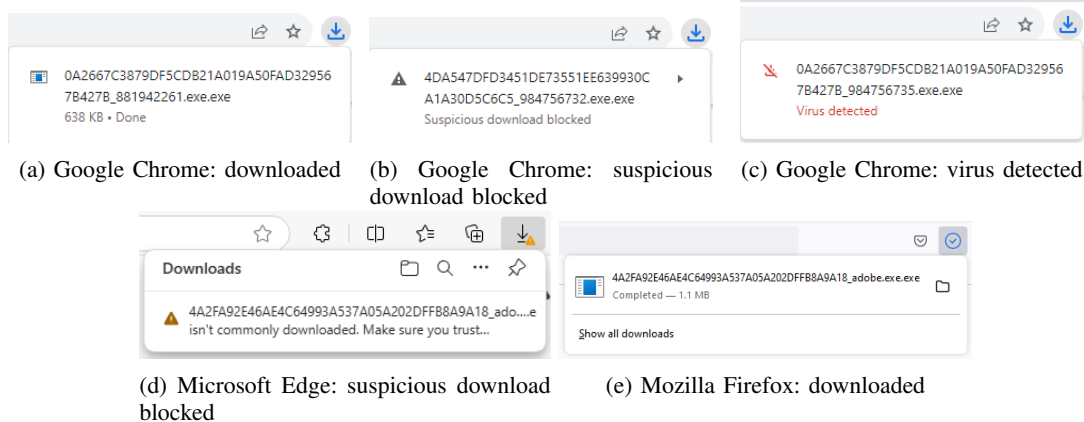 0A2667C3879DF5CDB21A019A50FAD32956
7B427B_881942261.exe.exe
638 KB • Done
(a) Google Chrome: downloaded
4DA547DFD3451DE73551EE639930C
A1A30D5C6C5_984756732.exe.exe
Suspicious download blocked
(b) Google Chrome: suspicious
download blocked
0A2667C3879DF5CDB21A019A50FAD32956
7B427B_984756735.exe.exe
Virus detected
(c) Google Chrome: virus detected
Downloads
4A2FA92E46AE4C64993A537A05A202DFFB8A9A18_ado....e
isn't commonly downloaded. Make sure you trust...
(d) Microsoft Edge: suspicious download
blocked
4A2FA92E46AE4C64993A537A05A202DFFB8A9A18_adobe.exe.exe
Completed — 1.1 MB
Show all downloads
(e) Mozilla Firefox: downloaded